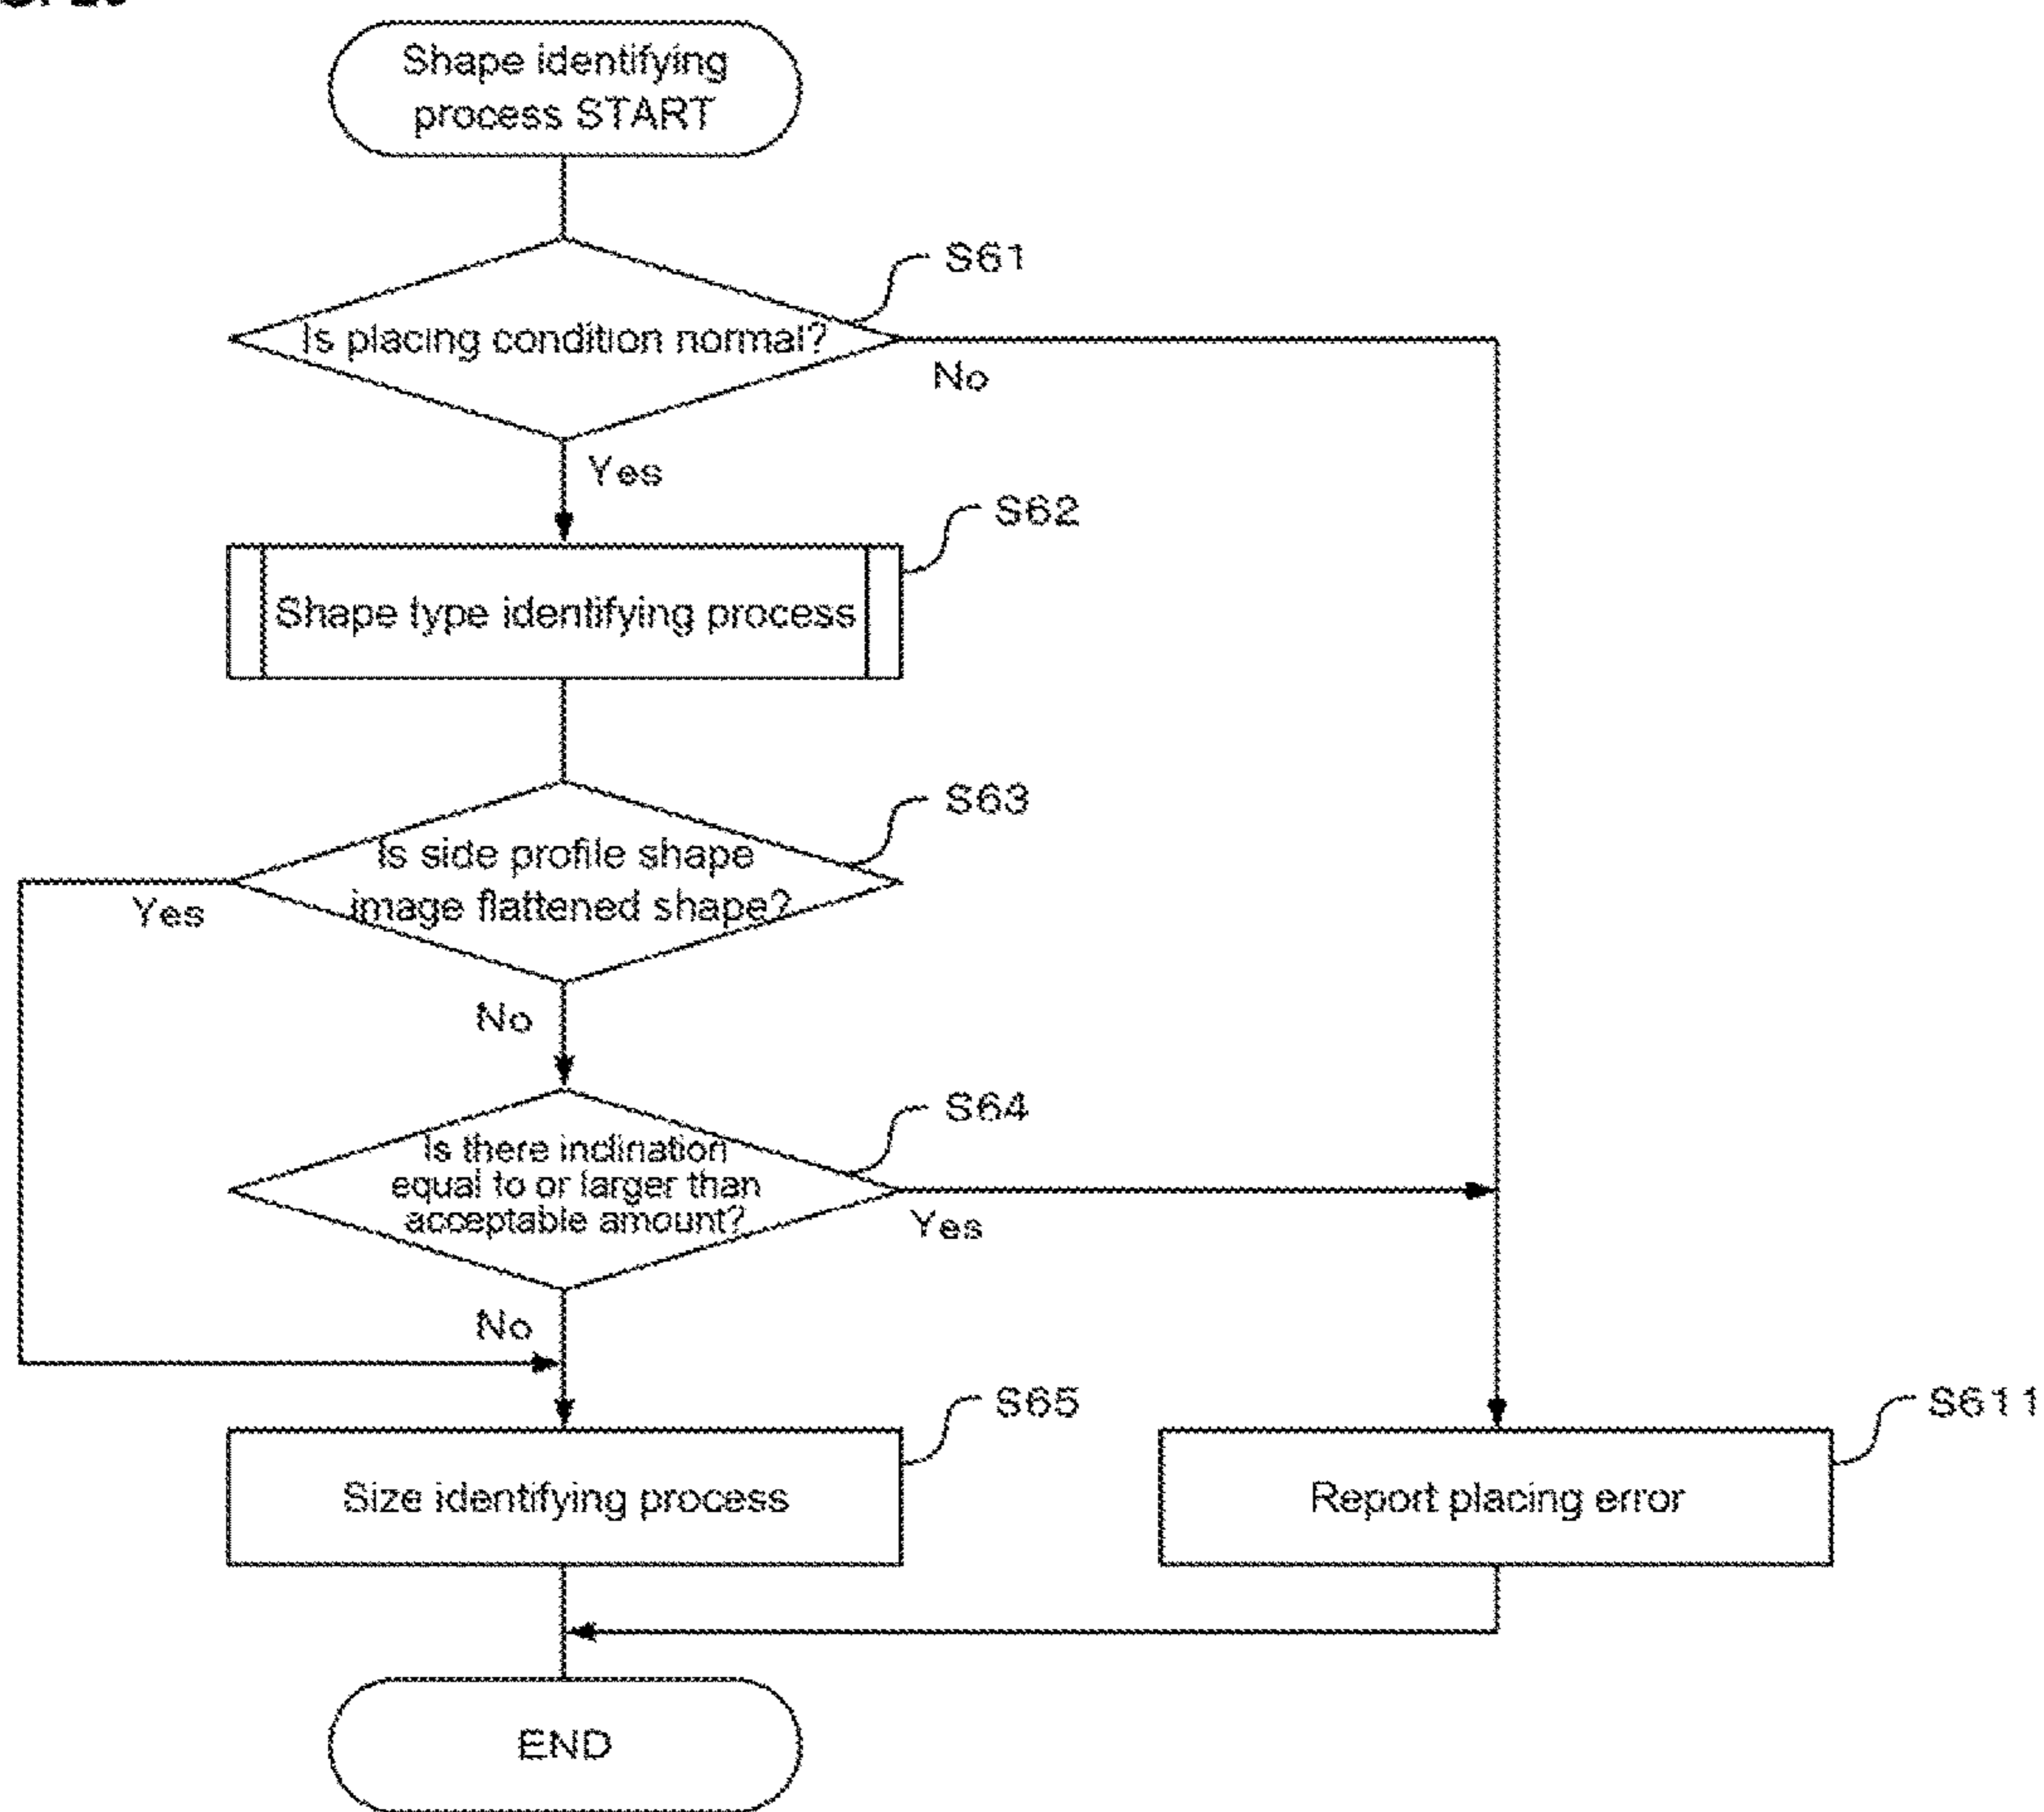 Shape identifying
process START
S61
Is placing condition normal?
No
Yes
S62
Shape type identifying process
S63
Is side profile shape
image flattened shape?
Yes
No
S64
Is there inclination
equal to or larger than
acceptable amount?
Yes
No
S65
S611
Size identifying process
Report placing error
END